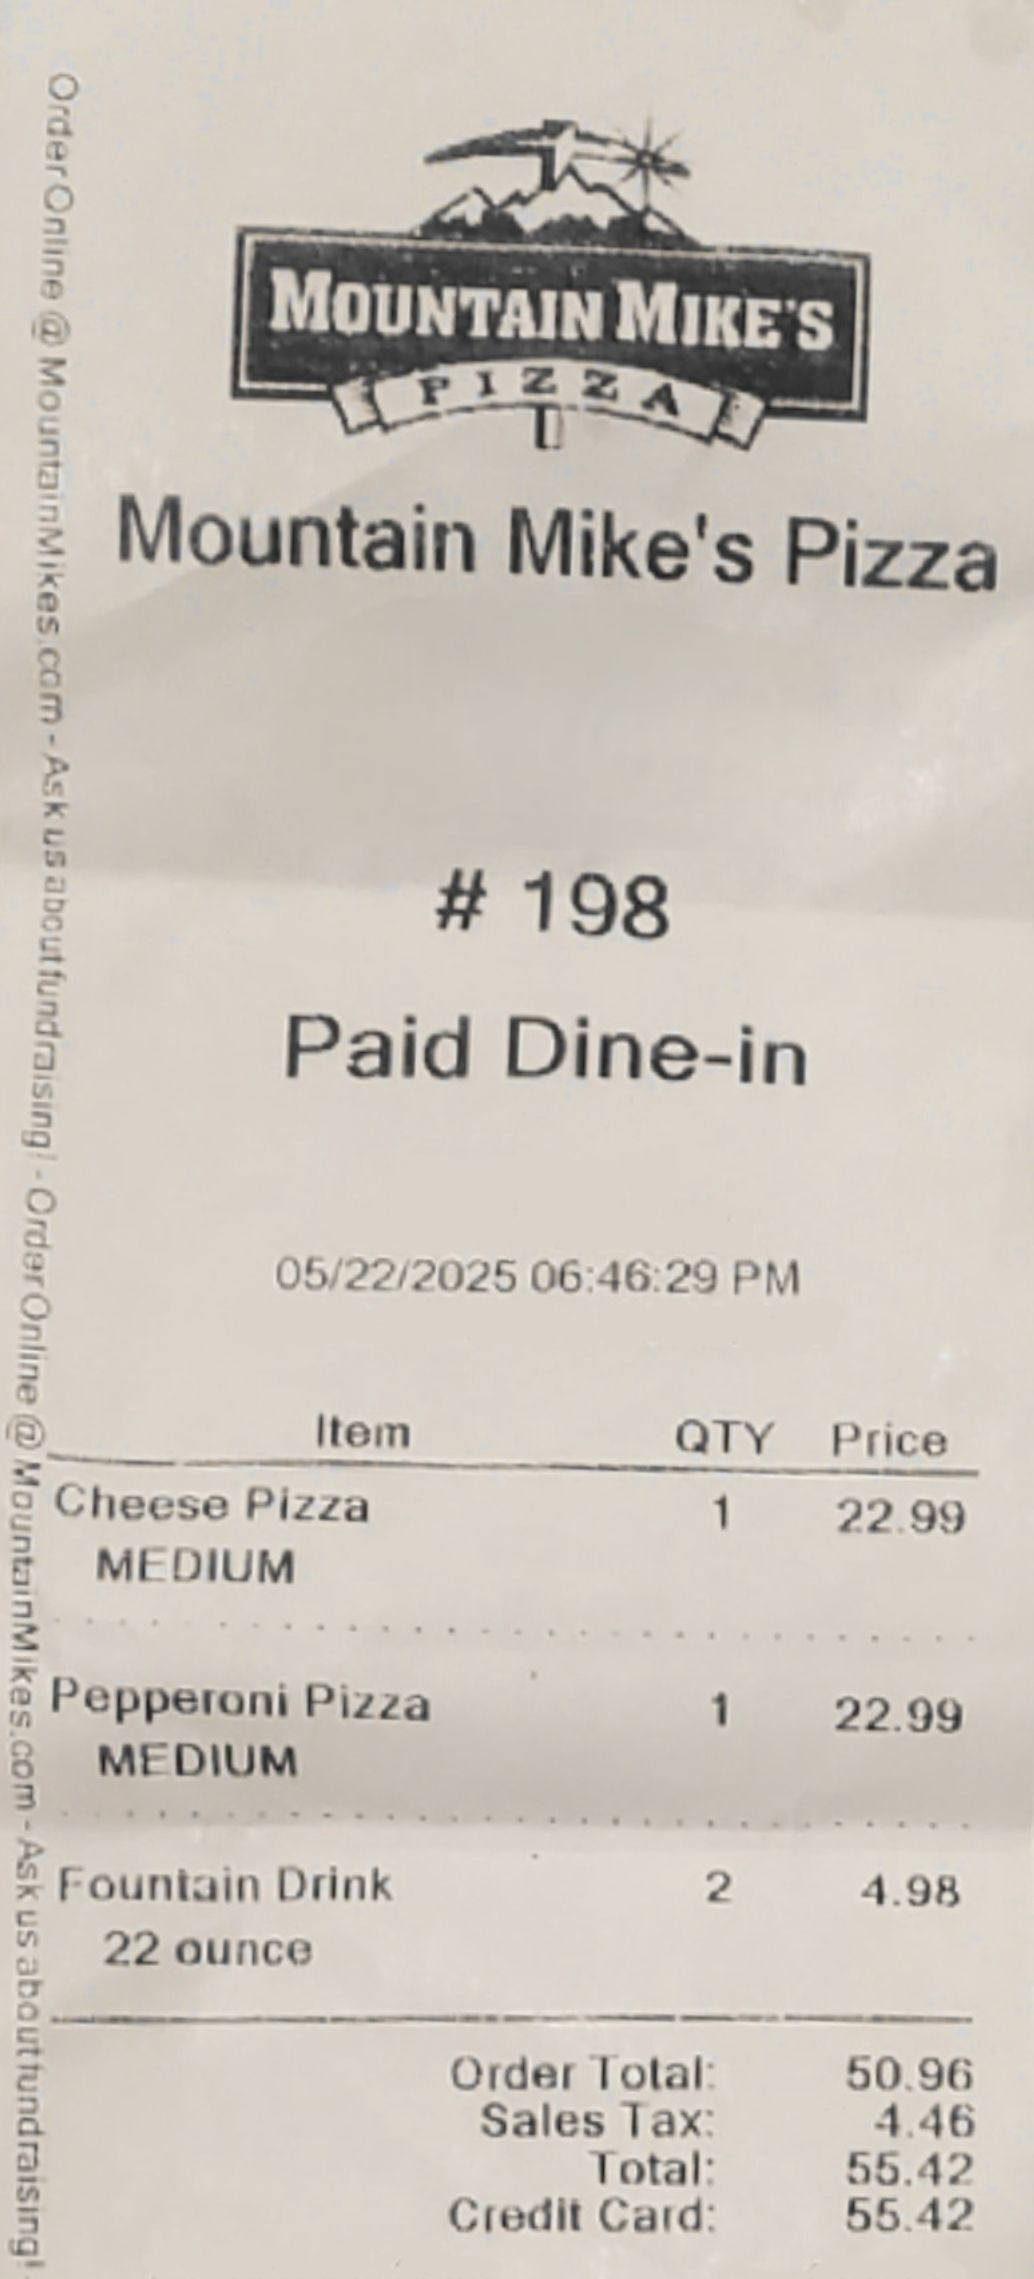 MOUNTAIN MIKE'S
PIZZA
Mountain Mike's Pizza
# 198
Paid Dine-in
05/22/2025 06:46:29 PM
Item QTY Price
Cheese Pizza 1 22.99
MEDIUM
Pepperoni Pizza 1 22.99
MEDIUM
Fountain Drink 2 4.98
22 ounce
Order Total: 50.96
Sales Tax: 4.46
Total: 55.42
Credit Card: 55.42
Order Online @ MountainMikes.com - Ask us about fundraising! - Order Online @ MountainMikes.com - Ask us about fundraising! -